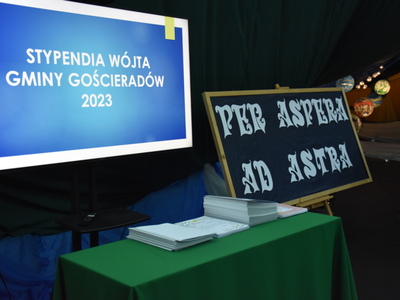 STYPENDIA WÓJTA
GMINY GOŚCIERADÓW
2023
PER ASPERA
AD ASTRA